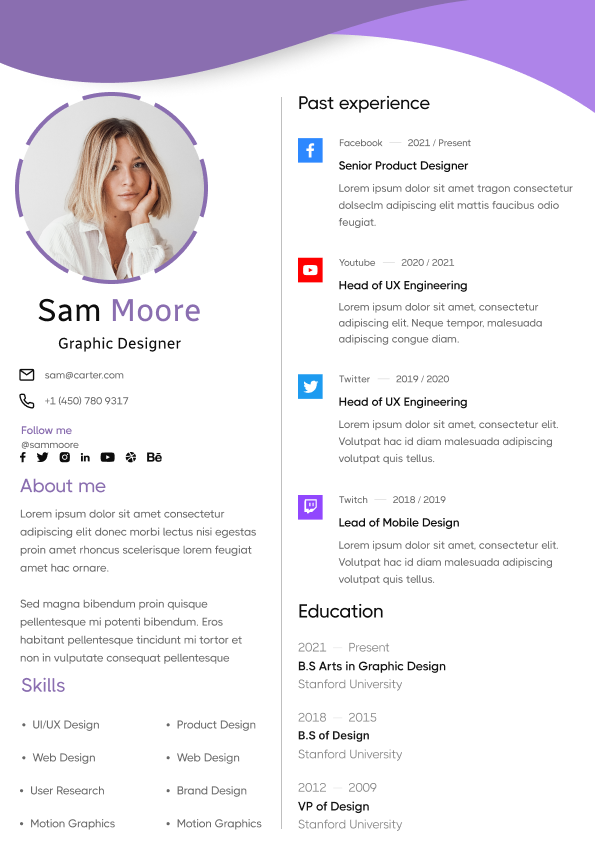 Sam Moore
Graphic Designer
sam@carter.com
+1 (450) 780 9317
Follow me
@sammoore
About me
Lorem ipsum dolor sit amet consectetur
adipiscing elit donec morbi lectus nisi egestas
proin amet rhoncus scelerisque lorem feugiat
amet hac ornare.
Sed magna bibendum proin quisque
pellentesque mi potenti bibendum. Eros
habitant pellentesque tincidunt mi tortor et
non in vulputate consequat pellentesque
Skills
• UI/UX Design
• Product Design
• Web Design
• Web Design
• User Research
• Brand Design
• Motion Graphics
• Motion Graphics
Past experience
Facebook — 2021 / Present
Senior Product Designer
Lorem ipsum dolor sit amet tragon consectetur
dolseclm adipiscing elit mattis faucibus odio
feugiat.
Youtube — 2020 / 2021
Head of UX Engineering
Lorem ipsum dolor sit amet, consectetur
adipiscing elit. Neque tempor, malesuada
adipiscing congue diam.
Twitter — 2019 / 2020
Head of UX Engineering
Lorem ipsum dolor sit amet, consectetur elit.
Volutpat hac id diam malesuada adipiscing
volutpat quis tellus.
Twitch — 2018 / 2019
Lead of Mobile Design
Lorem ipsum dolor sit amet, consectetur elit.
Volutpat hac id diam malesuada adipiscing
volutpat quis tellus.
Education
2021 — Present
B.S Arts in Graphic Design
Stanford University
2018 — 2015
B.S of Design
Stanford University
2012 — 2009
VP of Design
Stanford University